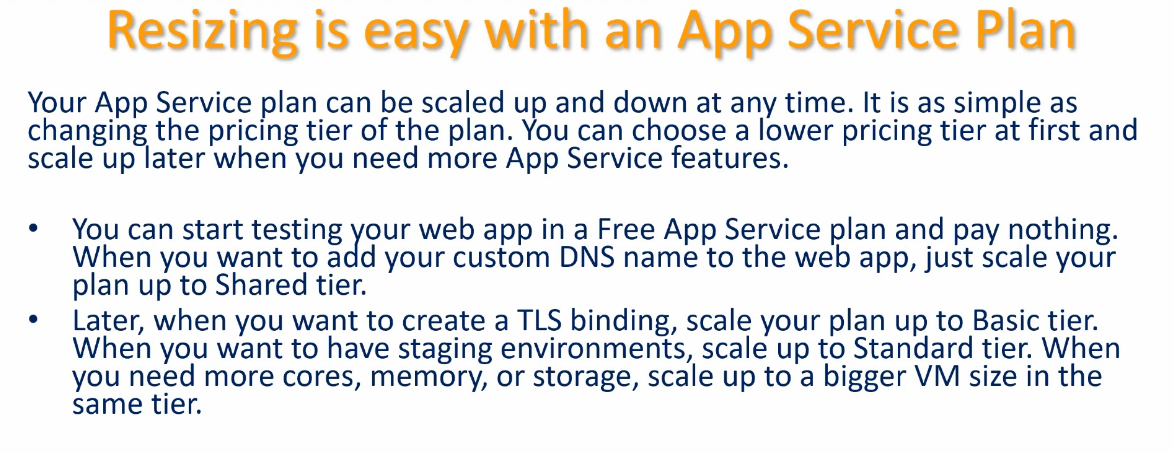 Resizing is easy with an App Service Plan
Your App Service plan can be scaled up and down at any time. It is as simple as
changing the pricing tier of the plan. You can choose a lower pricing tier at first and
scale up later when you need more App Service features.
• You can start testing your web app in a Free App Service plan and pay nothing.
When you want to add your custom DNS name to the web app, just scale your
plan up to Shared tier.
• Later, when you want to create a TLS binding, scale your plan up to Basic tier.
When you want to have staging environments, scale up to Standard tier. When
you need more cores, memory, or storage, scale up to a bigger VM size in the
same tier.